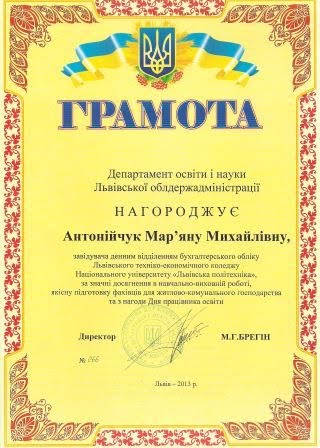 ГРАМОТА
Департамент освіти і науки
Львівської облдержадміністрації
НАГОРОДЖУЄ
Антонійчук Мар’яну Михайлівну,
завідувача денним відділенням бухгалтерського обліку
Львівського техніко-економічного коледжу
Національного університету «Львівська політехніка»,
за значні досягнення в навчально-виховній роботі,
якісну підготовку фахівців для житлово-комунального господарства
та з нагоди Дня працівника освіти
Директор М.Г.БРЕГІН
№
Львів – 2013 р.